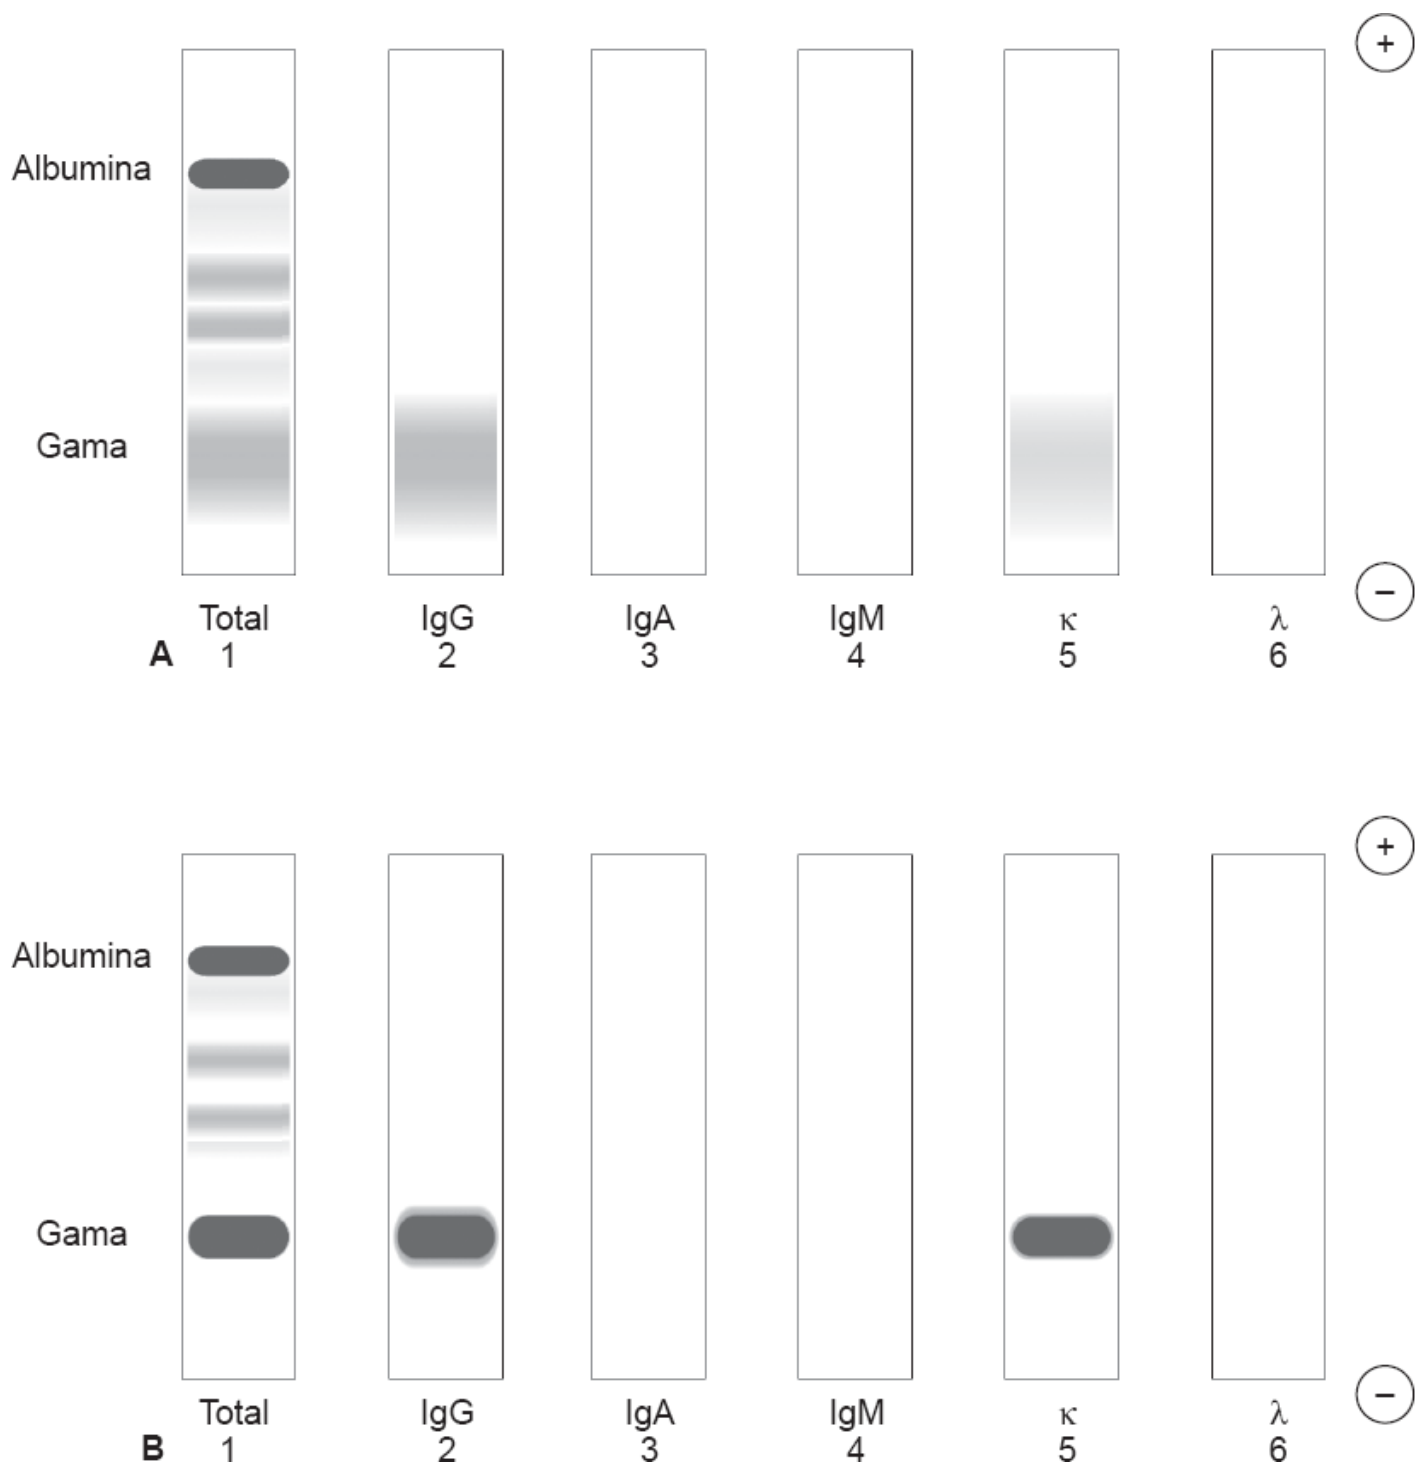 +
Albumina
Gama
−
Total IgG IgA IgM κ λ
A 1 2 3 4 5 6
+
Albumina
Gama
−
Total IgG IgA IgM κ λ
B 1 2 3 4 5 6